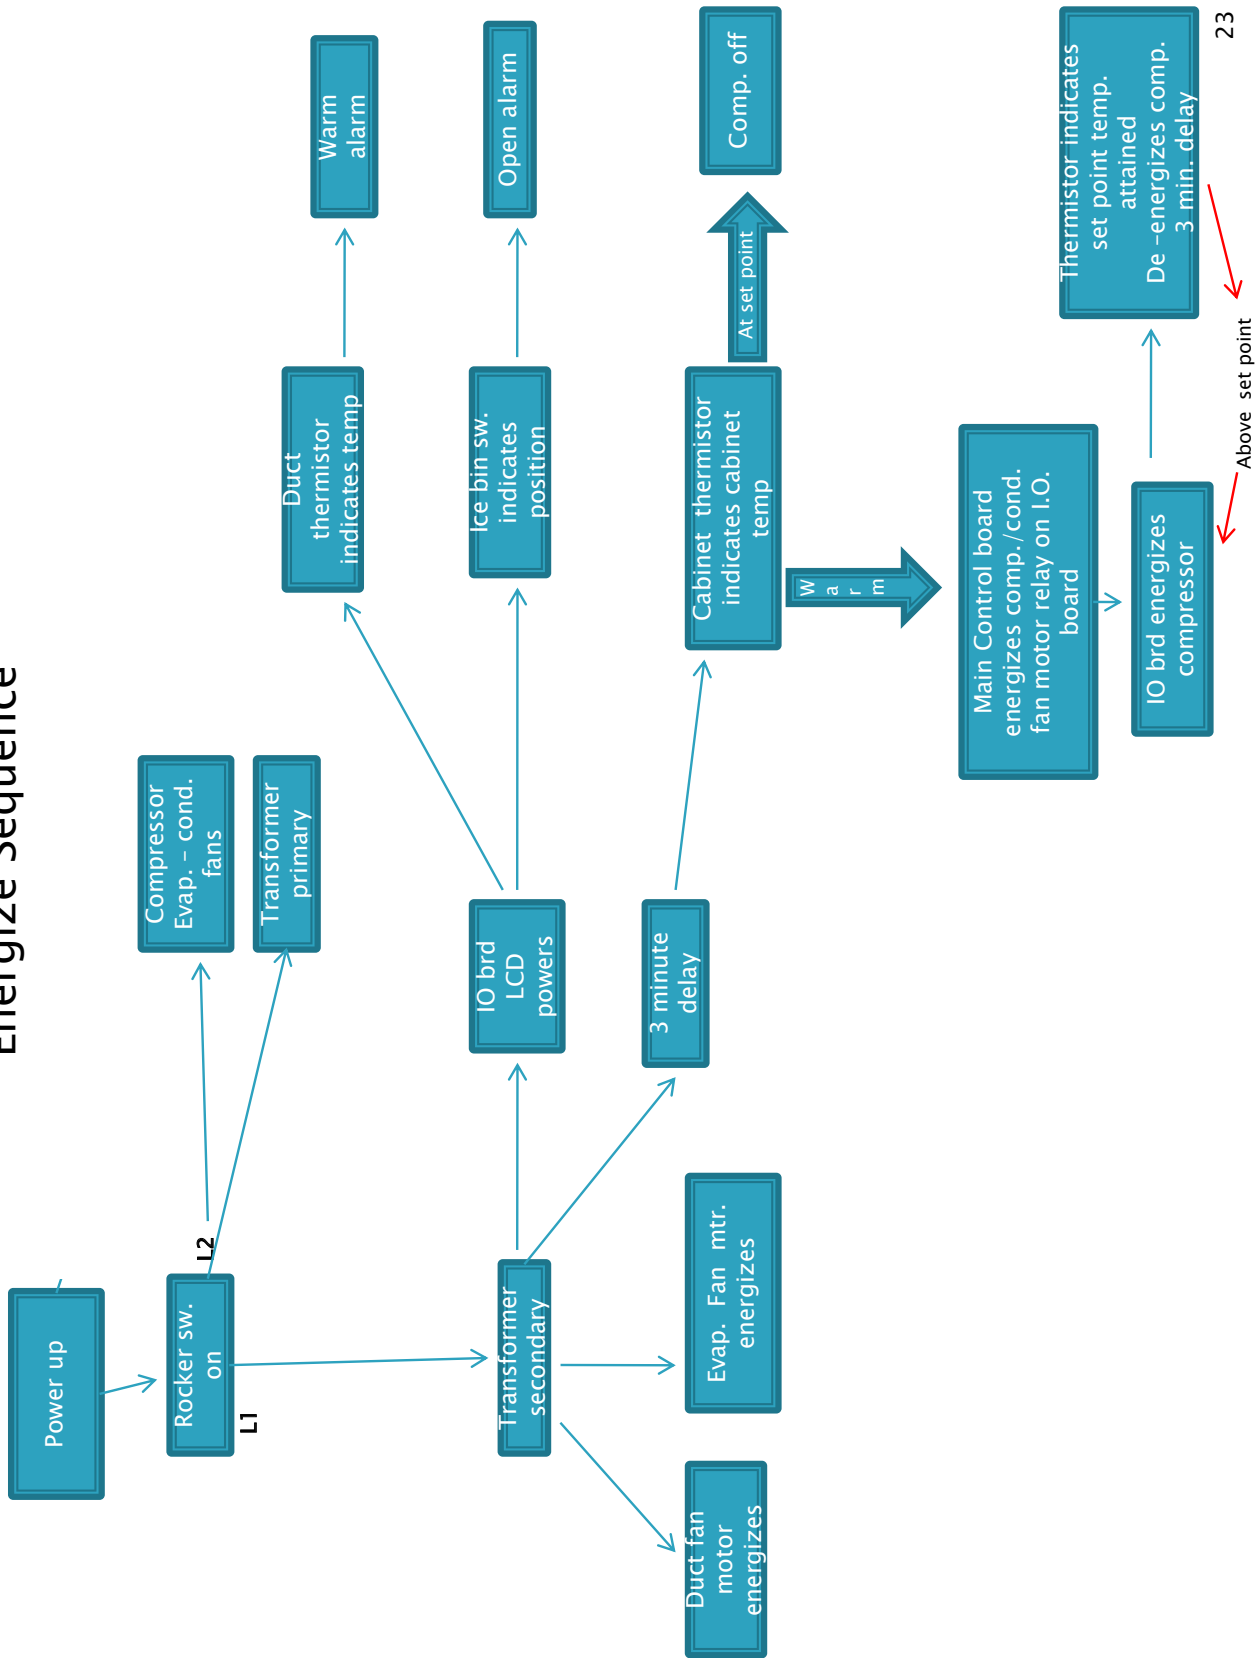 Energize Sequence
Power up
Rocker sw.
on
L1
L2
Compressor
Evap. – cond.
fans
Transformer
primary
Transformer
secondary
Duct fan
motor
energizes
Evap. Fan mtr.
energizes
IO brd
LCD
powers
3 minute
delay
Duct
thermistor
indicates temp
Warm
alarm
Ice bin sw.
indicates
position
Open alarm
Cabinet thermistor
indicates cabinet
temp
At set point
Comp. off
W
a
r
m
Main Control board
energizes comp./cond.
fan motor relay on I.O.
board
IO brd energizes
compressor
Thermistor indicates
set point temp.
attained
De –energizes comp.
3 min. delay
Above set point
23